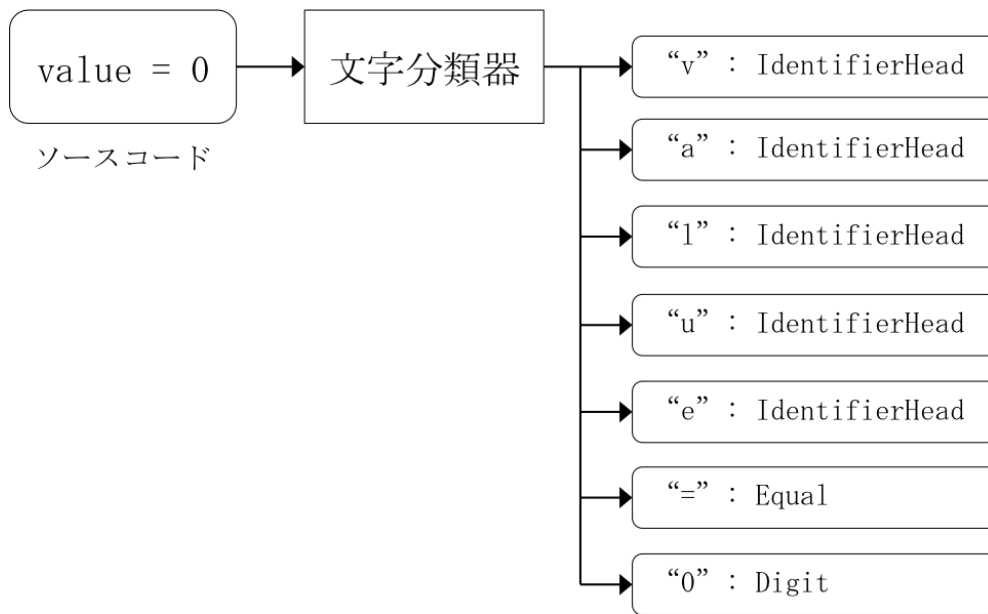 value = 0
ソースコード
文字分類器
“v” : IdentifierHead
“a” : IdentifierHead
“l” : IdentifierHead
“u” : IdentifierHead
“e” : IdentifierHead
“=” : Equal
“0” : Digit